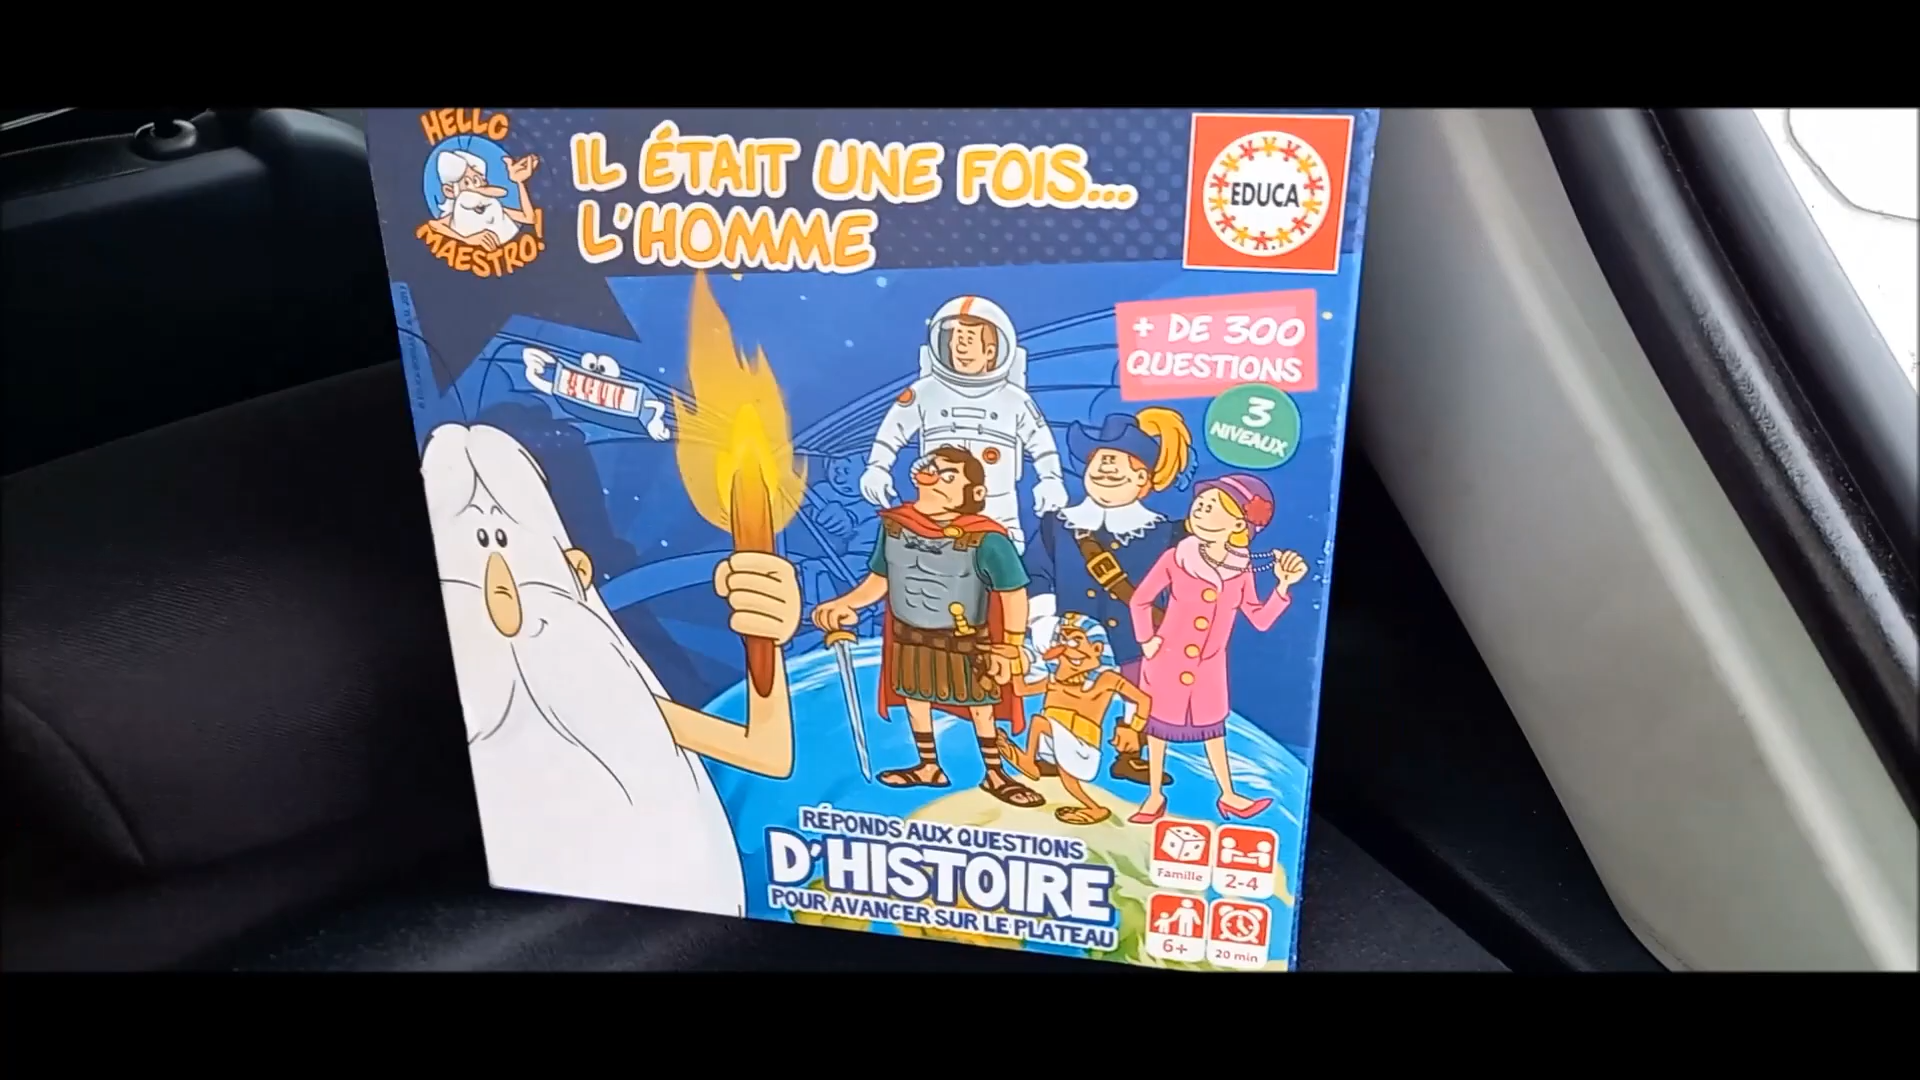 HELLO
MAESTRO!
IL ÉTAIT UNE FOIS...
L'HOMME
EDUCA
+ DE 300
QUESTIONS
3
NIVEAUX
RÉPONDS AUX QUESTIONS
D'HISTOIRE
POUR AVANCER SUR LE PLATEAU
Famille
2-4
6+
20 min